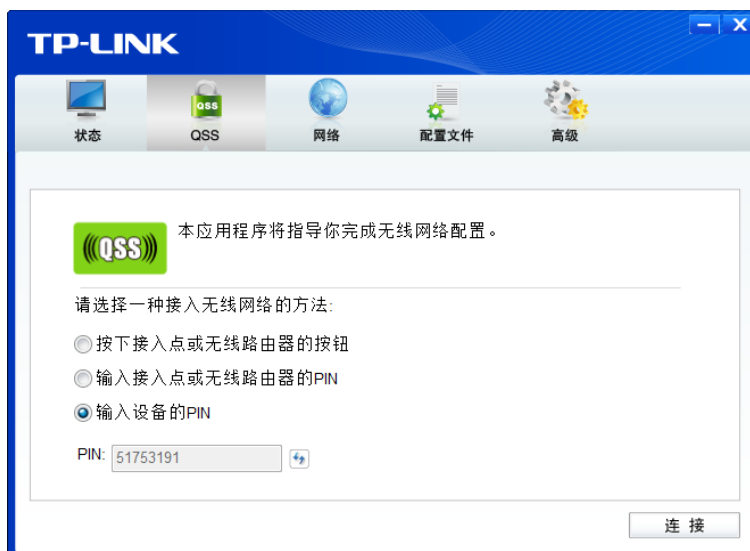 TP-LINK
状态
QSS
QSS
网络
配置文件
高级
QSS
本应用程序将指导你完成无线网络配置。
请选择一种接入无线网络的方法:
按下接入点或无线路由器的按钮
输入接入点或无线路由器的PIN
输入设备的PIN
PIN: 51753191
连 接